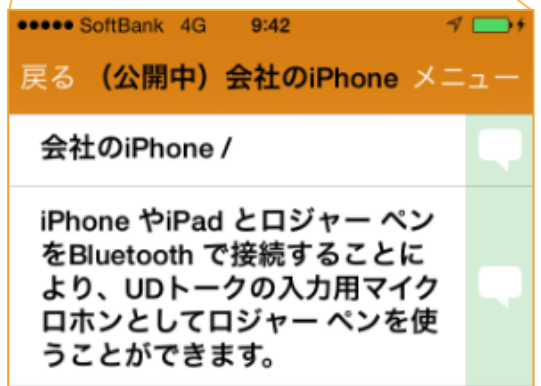 SoftBank 4G 9:42
戻る （公開中）会社のiPhone メニュー
会社のiPhone /
iPhone やiPad とロジャー ペン
をBluetooth で接続することに
より、UDトークの入力用マイク
ロホンとしてロジャー ペンを使
うことができます。